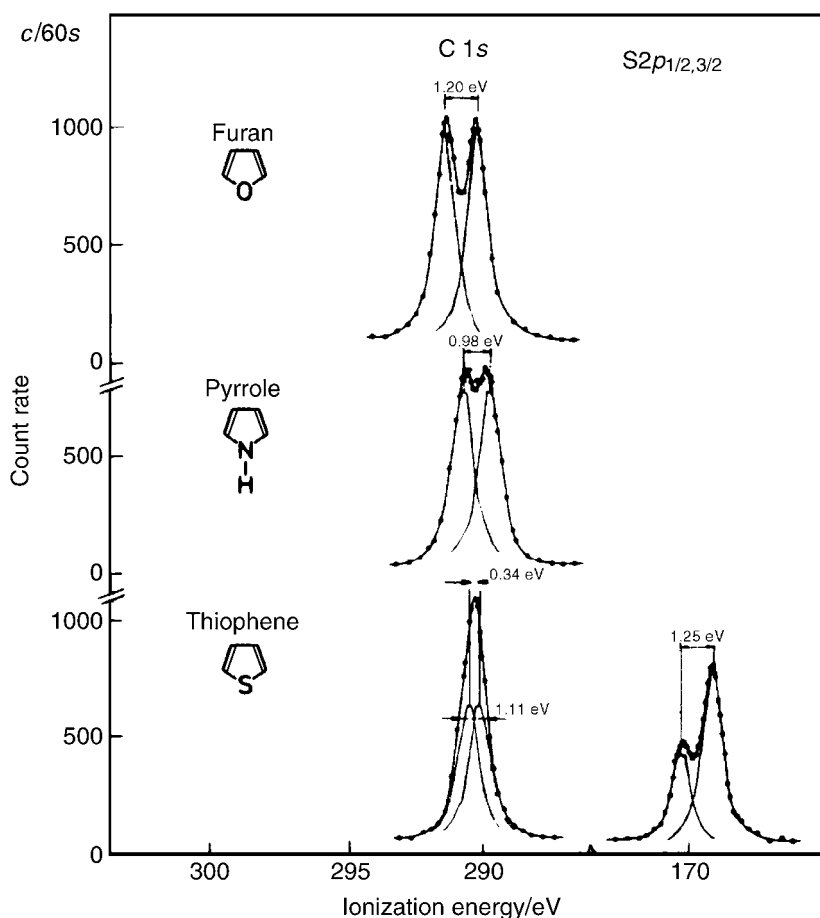 c/60s
C 1s
S2p1/2,3/2
1.20 eV
1000
Furan
O
500
0
0.98 eV
Pyrrole
N
H
500
0
Count rate
0.34 eV
Thiophene
S
1000
1.25 eV
1.11 eV
500
0
300
295
290
170
Ionization energy/eV